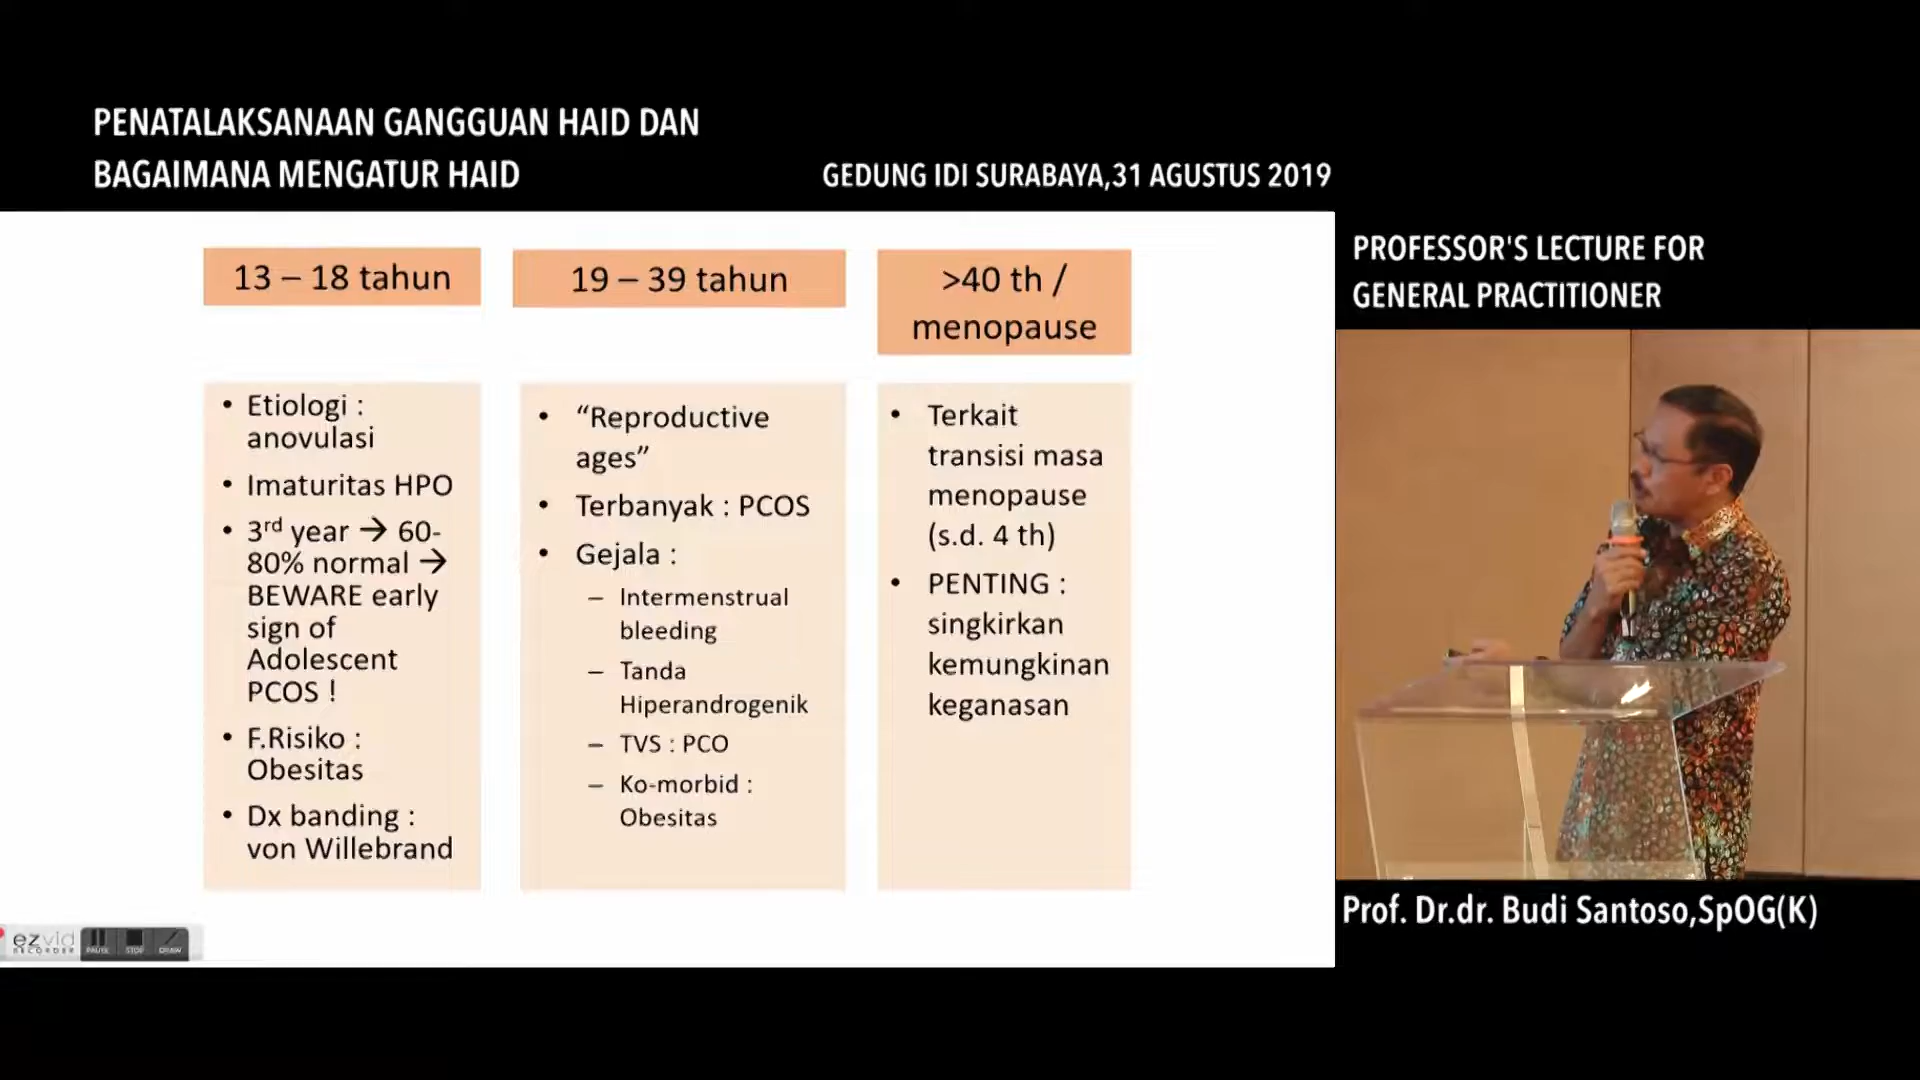 PENATALAKSANAAN GANGGUAN HAID DAN
BAGAIMANA MENGATUR HAID
GEDUNG IDI SURABAYA,31 AGUSTUS 2019
PROFESSOR'S LECTURE FOR
GENERAL PRACTITIONER
13 – 18 tahun
• Etiologi :
anovulasi
• Imaturitas HPO
• 3rd year → 60-
80% normal →
BEWARE early
sign of
Adolescent
PCOS !
• F.Risiko :
Obesitas
• Dx banding :
von Willebrand
19 – 39 tahun
• “Reproductive
ages”
• Terbanyak : PCOS
• Gejala :
– Intermenstrual
bleeding
– Tanda
Hiperandrogenik
– TVS : PCO
– Ko-morbid :
Obesitas
>40 th /
menopause
• Terkait
transisi masa
menopause
(s.d. 4 th)
• PENTING :
singkirkan
kemungkinan
keganasan
Prof. Dr.dr. Budi Santoso,SpOG(K)
ezvid
RECORDER
PAUSE STOP DRAW